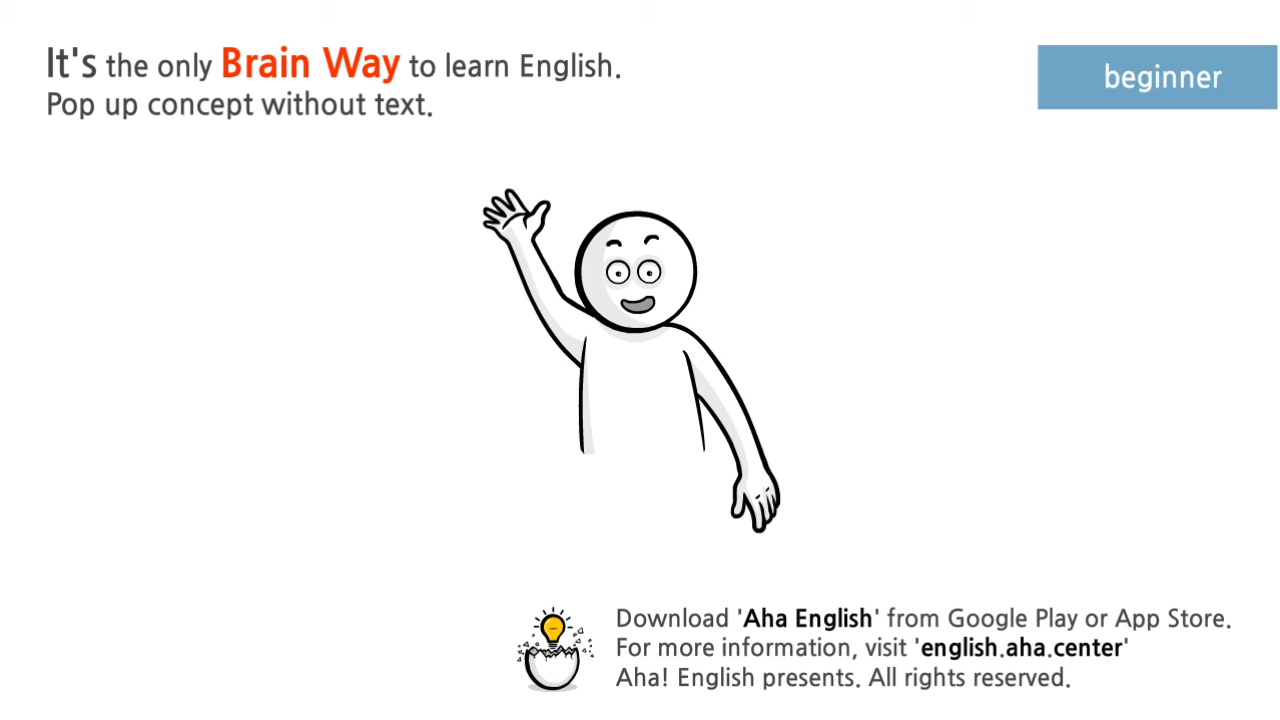 It's the only Brain Way to learn English.
Pop up concept without text.
beginner
Download 'Aha English' from Google Play or App Store.
For more information, visit 'english.aha.center'
Aha! English presents. All rights reserved.